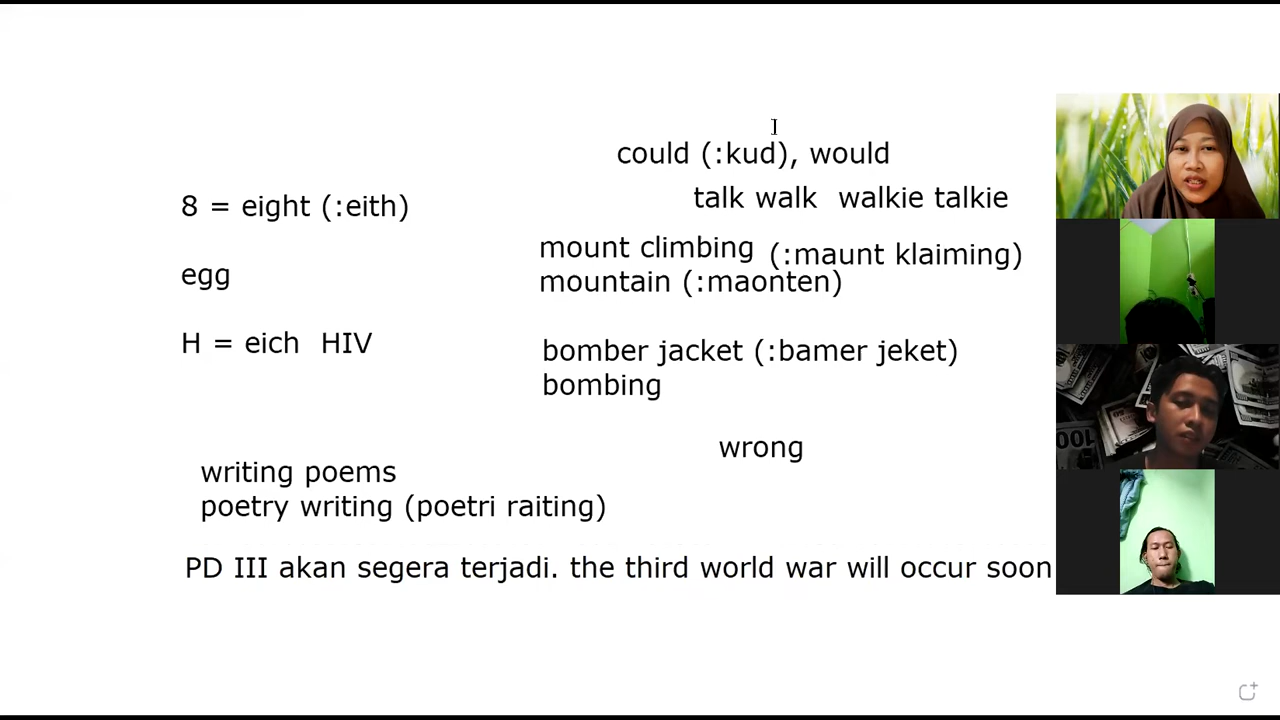 could (:kud), would
talk walk  walkie talkie
8 = eight (:eith)
mount climbing (:maunt klaiming)
egg
mountain (:maonten)
H = eich  HIV
bomber jacket (:bamer jeket)
bombing
wrong
writing poems
poetry writing (poetri raiting)
PD III akan segera terjadi. the third world war will occur soon